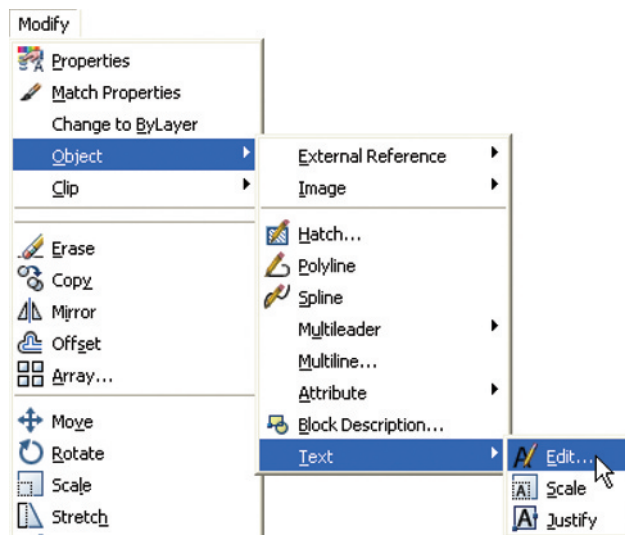 Modify
Properties
Match Properties
Change to ByLayer
Object
Clip
Erase
Copy
Mirror
Offset
Array...
Move
Rotate
Scale
Stretch
External Reference
Image
Hatch...
Polyline
Spline
Multileader
Multiline...
Attribute
Block Description...
Text
Edit...
Scale
Justify